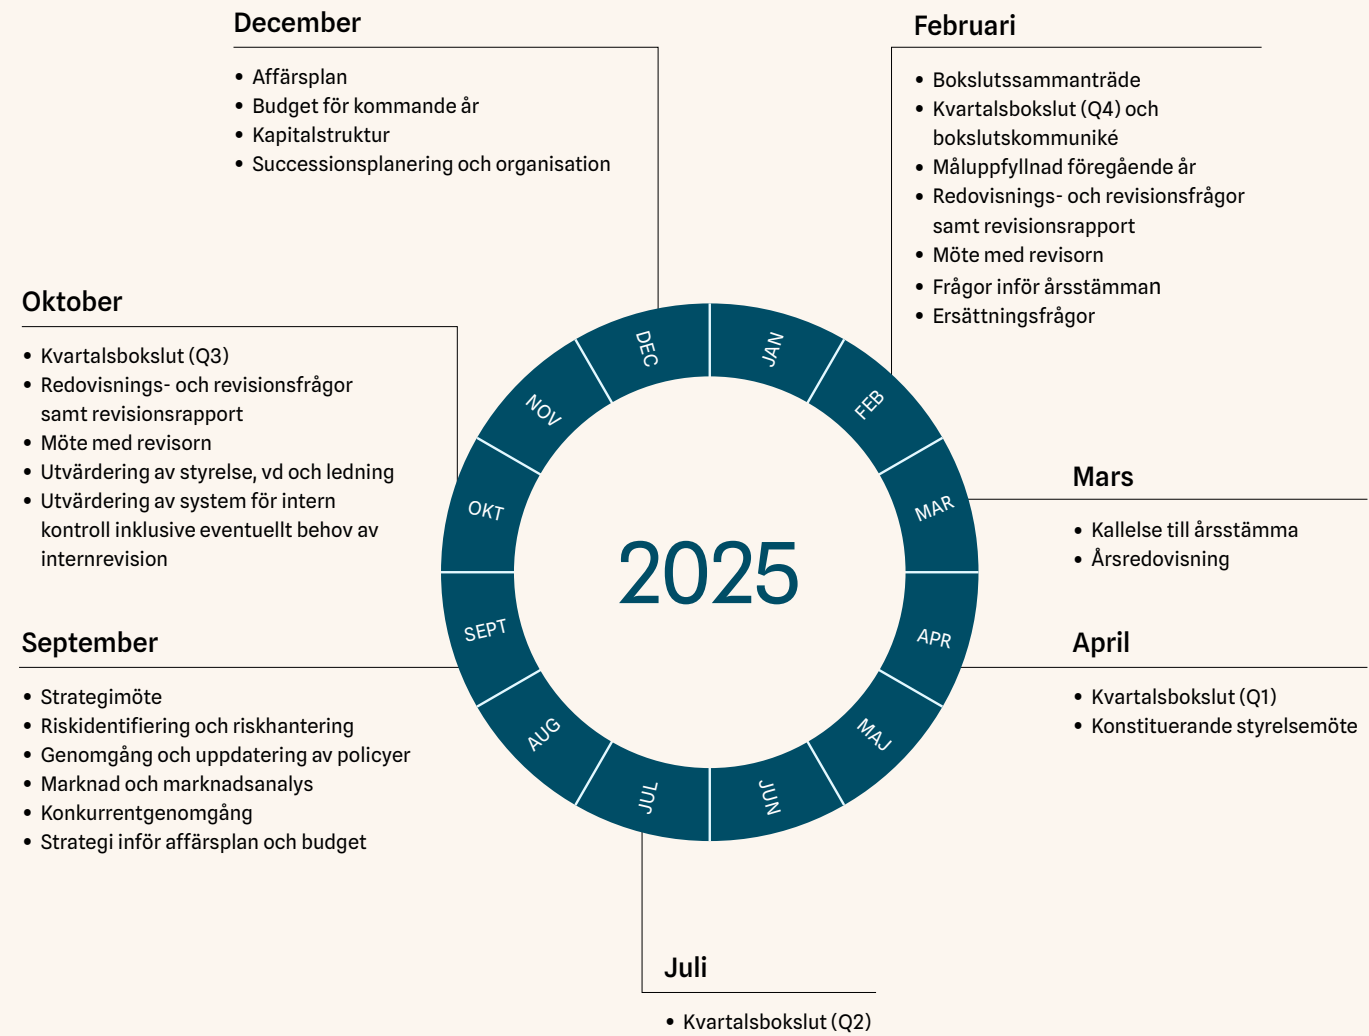 December
• Affärsplan
• Budget för kommande år
• Kapitalstruktur
• Successionsplanering och organisation
Februari
• Bokslutssammanträde
• Kvartalsbokslut (Q4) och
bokslutskommuniké
• Måluppfyllnad föregående år
• Redovisnings- och revisionsfrågor
samt revisionsrapport
• Möte med revisorn
• Frågor inför årsstämman
• Ersättningsfrågor
Oktober
• Kvartalsbokslut (Q3)
• Redovisnings- och revisionsfrågor
samt revisionsrapport
• Möte med revisorn
• Utvärdering av styrelse, vd och ledning
• Utvärdering av system för intern
kontroll inklusive eventuellt behov av
internrevision
JAN
FEB
MAR
APR
MAJ
JUN
JUL
AUG
SEPT
OKT
NOV
DEC
2025
Mars
• Kallelse till årsstämma
• Årsredovisning
September
• Strategimöte
• Riskidentifiering och riskhantering
• Genomgång och uppdatering av policyer
• Marknad och marknadsanalys
• Konkurrentgenomgång
• Strategi inför affärsplan och budget
April
• Kvartalsbokslut (Q1)
• Konstituerande styrelsemöte
Juli
• Kvartalsbokslut (Q2)